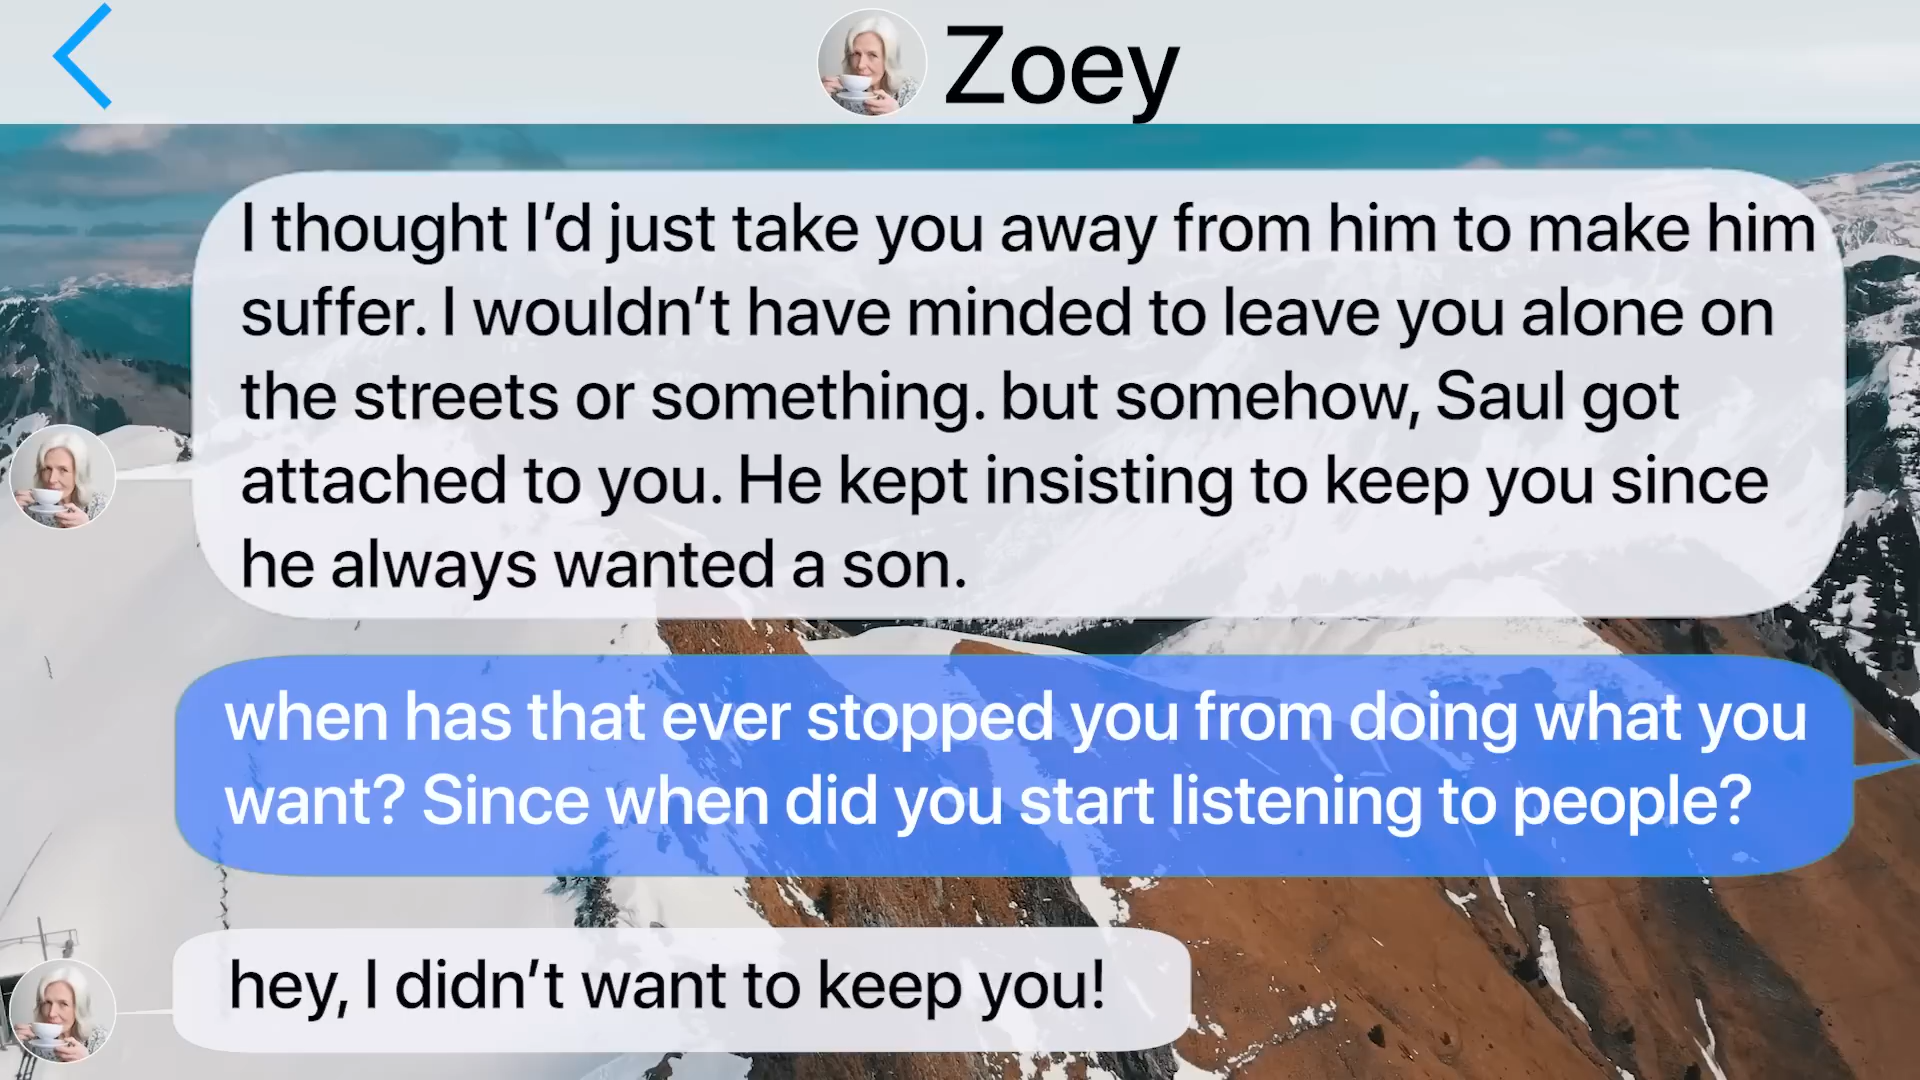 Zoey
I thought I’d just take you away from him to make him
suffer. I wouldn’t have minded to leave you alone on
the streets or something. but somehow, Saul got
attached to you. He kept insisting to keep you since
he always wanted a son.
when has that ever stopped you from doing what you
want? Since when did you start listening to people?
hey, I didn’t want to keep you!